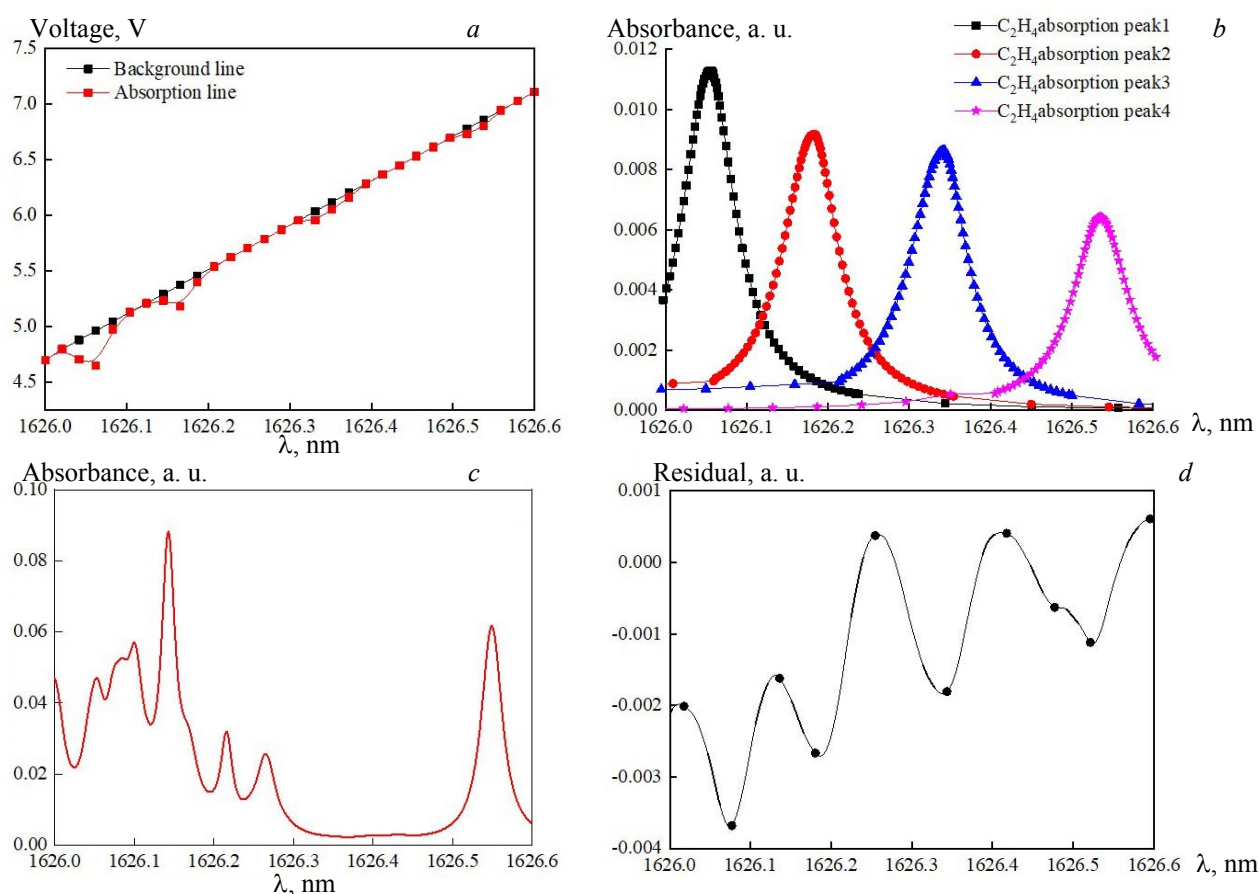 Voltage, V
a
7.5
7.0
6.5
6.0
5.5
5.0
4.5
Background line
Absorption line
1626.0 1626.1 1626.2 1626.3 1626.4 1626.5 1626.6
λ, nm
Absorbance, a. u.
b
0.012
0.010
0.008
0.006
0.004
0.002
0.000
C₂H₄absorption peak1
C₂H₄absorption peak2
C₂H₄absorption peak3
C₂H₄absorption peak4
1626.0 1626.1 1626.2 1626.3 1626.4 1626.5 1626.6
λ, nm
Absorbance, a. u.
c
0.10
0.08
0.06
0.04
0.02
0.00
1626.0 1626.1 1626.2 1626.3 1626.4 1626.5 1626.6
λ, nm
Residual, a. u.
d
0.001
0.000
-0.001
-0.002
-0.003
-0.004
1626.0 1626.1 1626.2 1626.3 1626.4 1626.5 1626.6
λ, nm